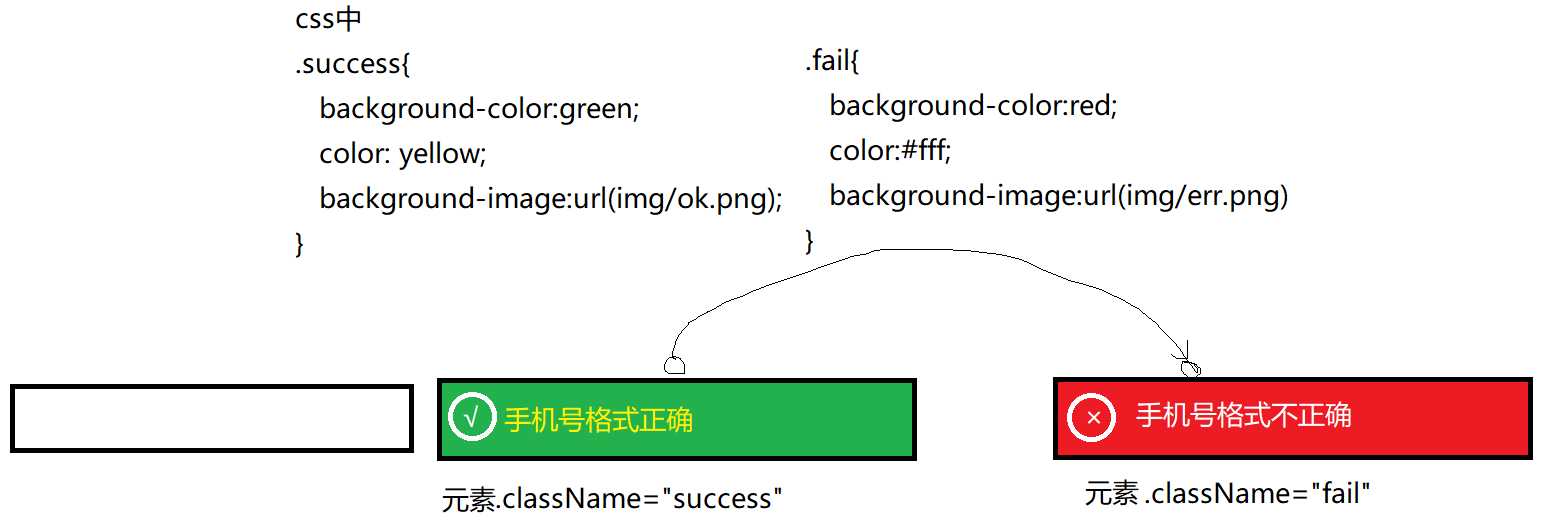 css中
.success{
background-color:green;
color: yellow;
background-image:url(img/ok.png);
}
.fail{
background-color:red;
color:#fff;
background-image:url(img/err.png)
}
√ 手机号格式正确
× 手机号格式不正确
元素.className="success"
元素 .className="fail"